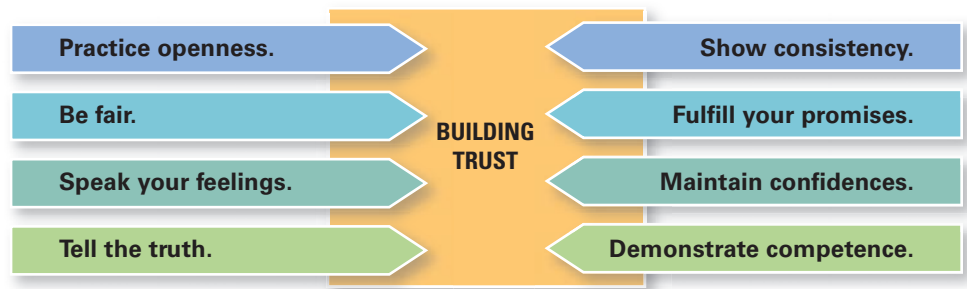 Practice openness.
Be fair.
Speak your feelings.
Tell the truth.
BUILDING
TRUST
Show consistency.
Fulfill your promises.
Maintain confidences.
Demonstrate competence.